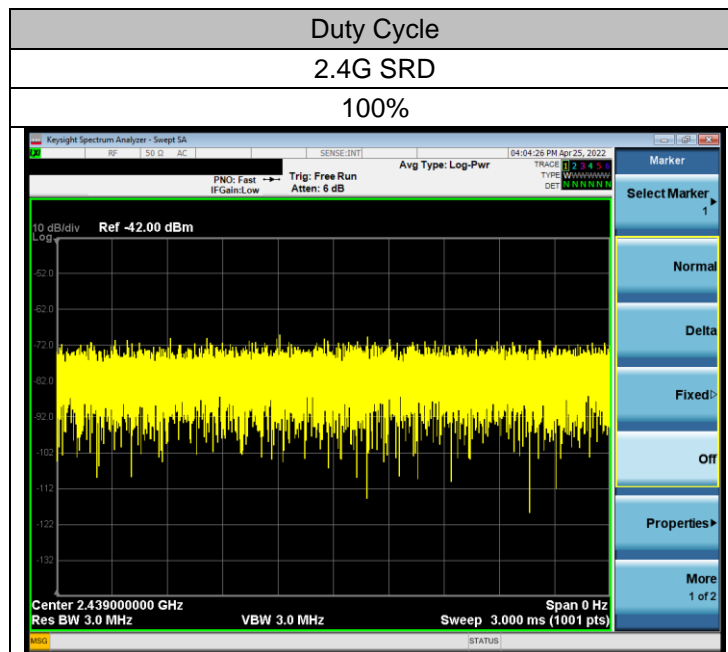 Duty Cycle
2.4G SRD
100%
Keysight Spectrum Analyzer - Swept SA
RF 50 Ω AC SENSE:INT 04:04:26 PM Apr 25, 2022
Marker
Avg Type: Log-Pwr TRACE 1 2 3 4 5 6
PNO: Fast Trig: Free Run TYPE WWWWWW
IFGain:Low Atten: 6 dB DET N N N N N N
Select Marker
1
10 dB/div Ref -42.00 dBm
Log
-52.0
Normal
-62.0
Delta
-72.0
-82.0
Fixed
-92.0
-102
Off
-112
-122
Properties
-132
More
1 of 2
Center 2.439000000 GHz Span 0 Hz
Res BW 3.0 MHz VBW 3.0 MHz Sweep 3.000 ms (1001 pts)
MSG STATUS